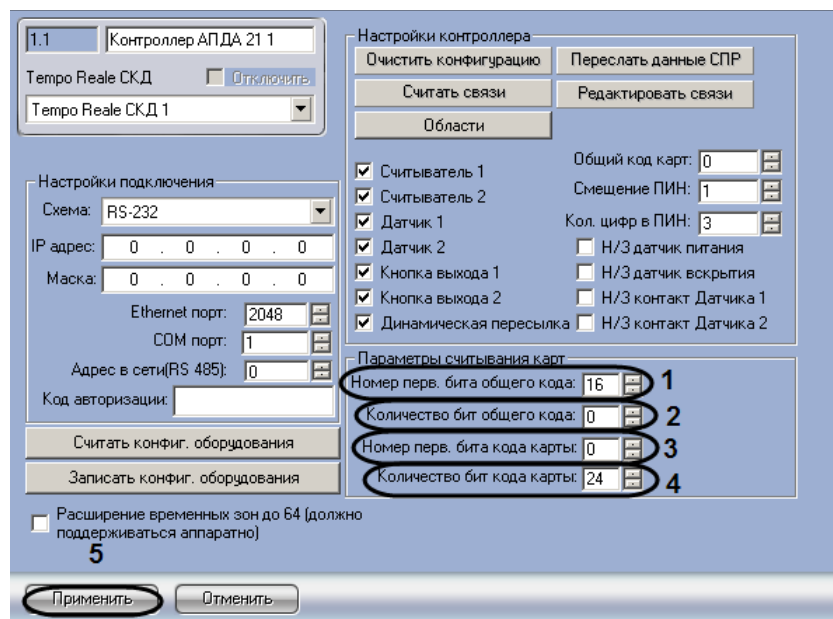 1.1 Контроллер АПДА 21 1
Tempo Reale СКД Отключить
Tempo Reale СКД 1
Настройки подключения
Схема: RS-232
IP адрес: 0 . 0 . 0 . 0
Маска: 0 . 0 . 0 . 0
Ethernet порт: 2048
COM порт: 1
Адрес в сети(RS 485): 0
Код авторизации:
Считать конфиг. оборудования
Записать конфиг. оборудования
Расширение временных зон до 64 (должно
поддерживаться аппаратно)
5
Настройки контроллера
Очистить конфигурацию Переслать данные СПР
Считать связи Редактировать связи
Области
Считыватель 1 Общий код карт: 0
Считыватель 2 Смещение ПИН: 1
Датчик 1 Кол. цифр в ПИН: 3
Датчик 2 Н/З датчик питания
Кнопка выхода 1 Н/З датчик вскрытия
Кнопка выхода 2 Н/З контакт Датчика 1
Динамическая пересылка Н/З контакт Датчика 2
Параметры считывания карт
Номер перв. бита общего кода: 16 1
Количество бит общего кода: 0 2
Номер перв. бита кода карты: 0 3
Количество бит кода карты: 24 4
Применить Отменить